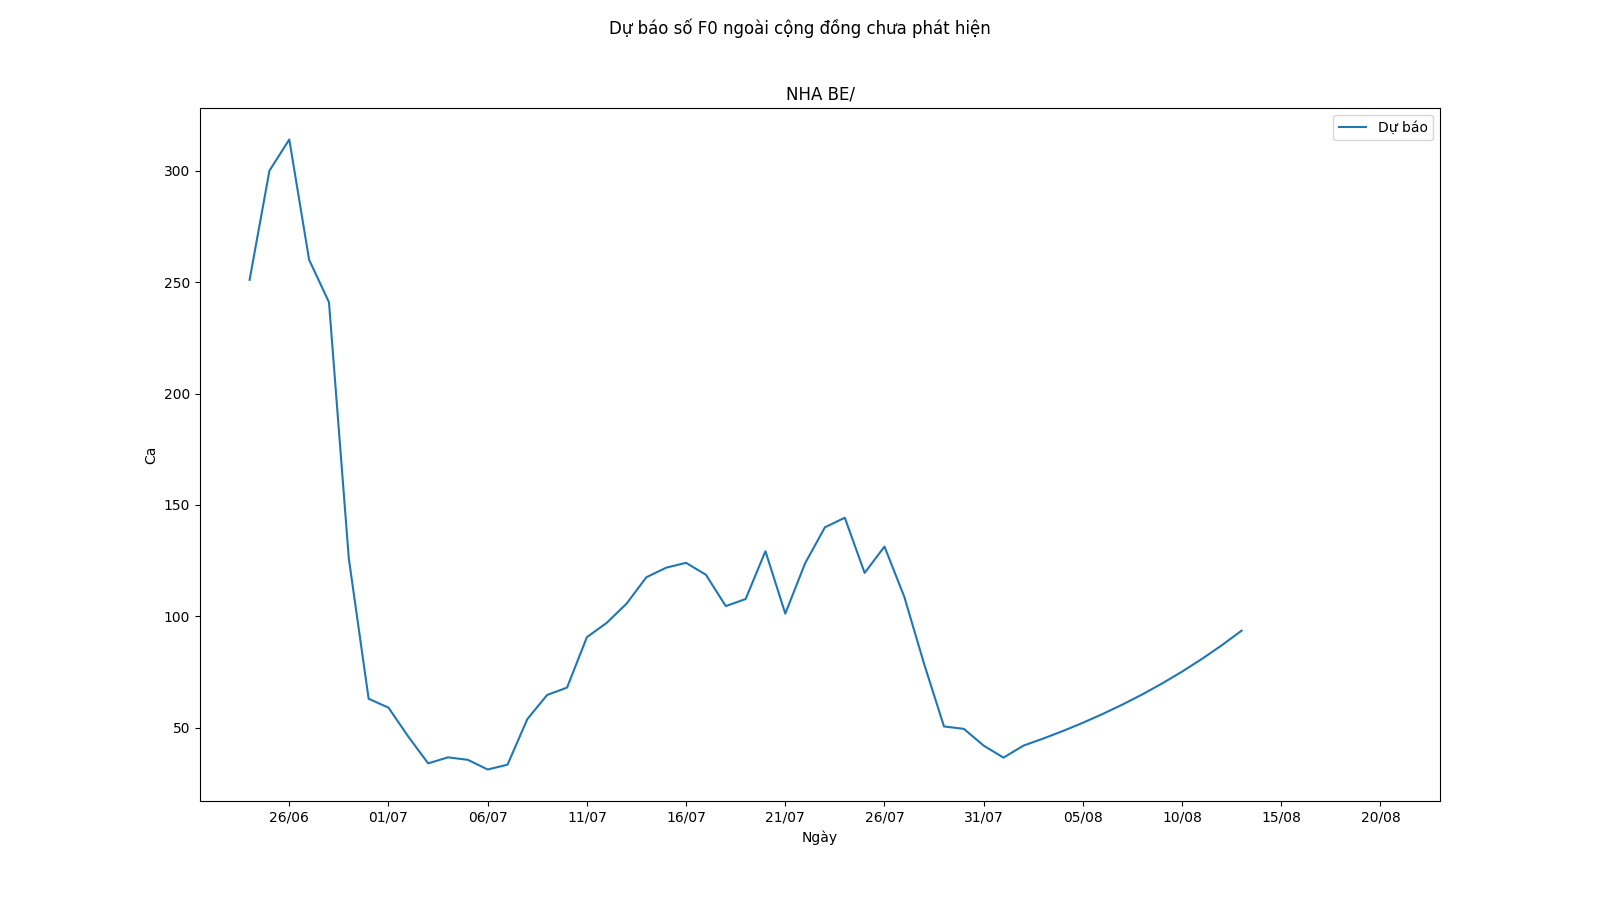 Dự báo số F0 ngoài cộng đồng chưa phát hiện
NHA BE/
Dự báo
300
250
200
150
100
50
Ca
26/06 01/07 06/07 11/07 16/07 21/07 26/07 31/07 05/08 10/08 15/08 20/08
Ngày